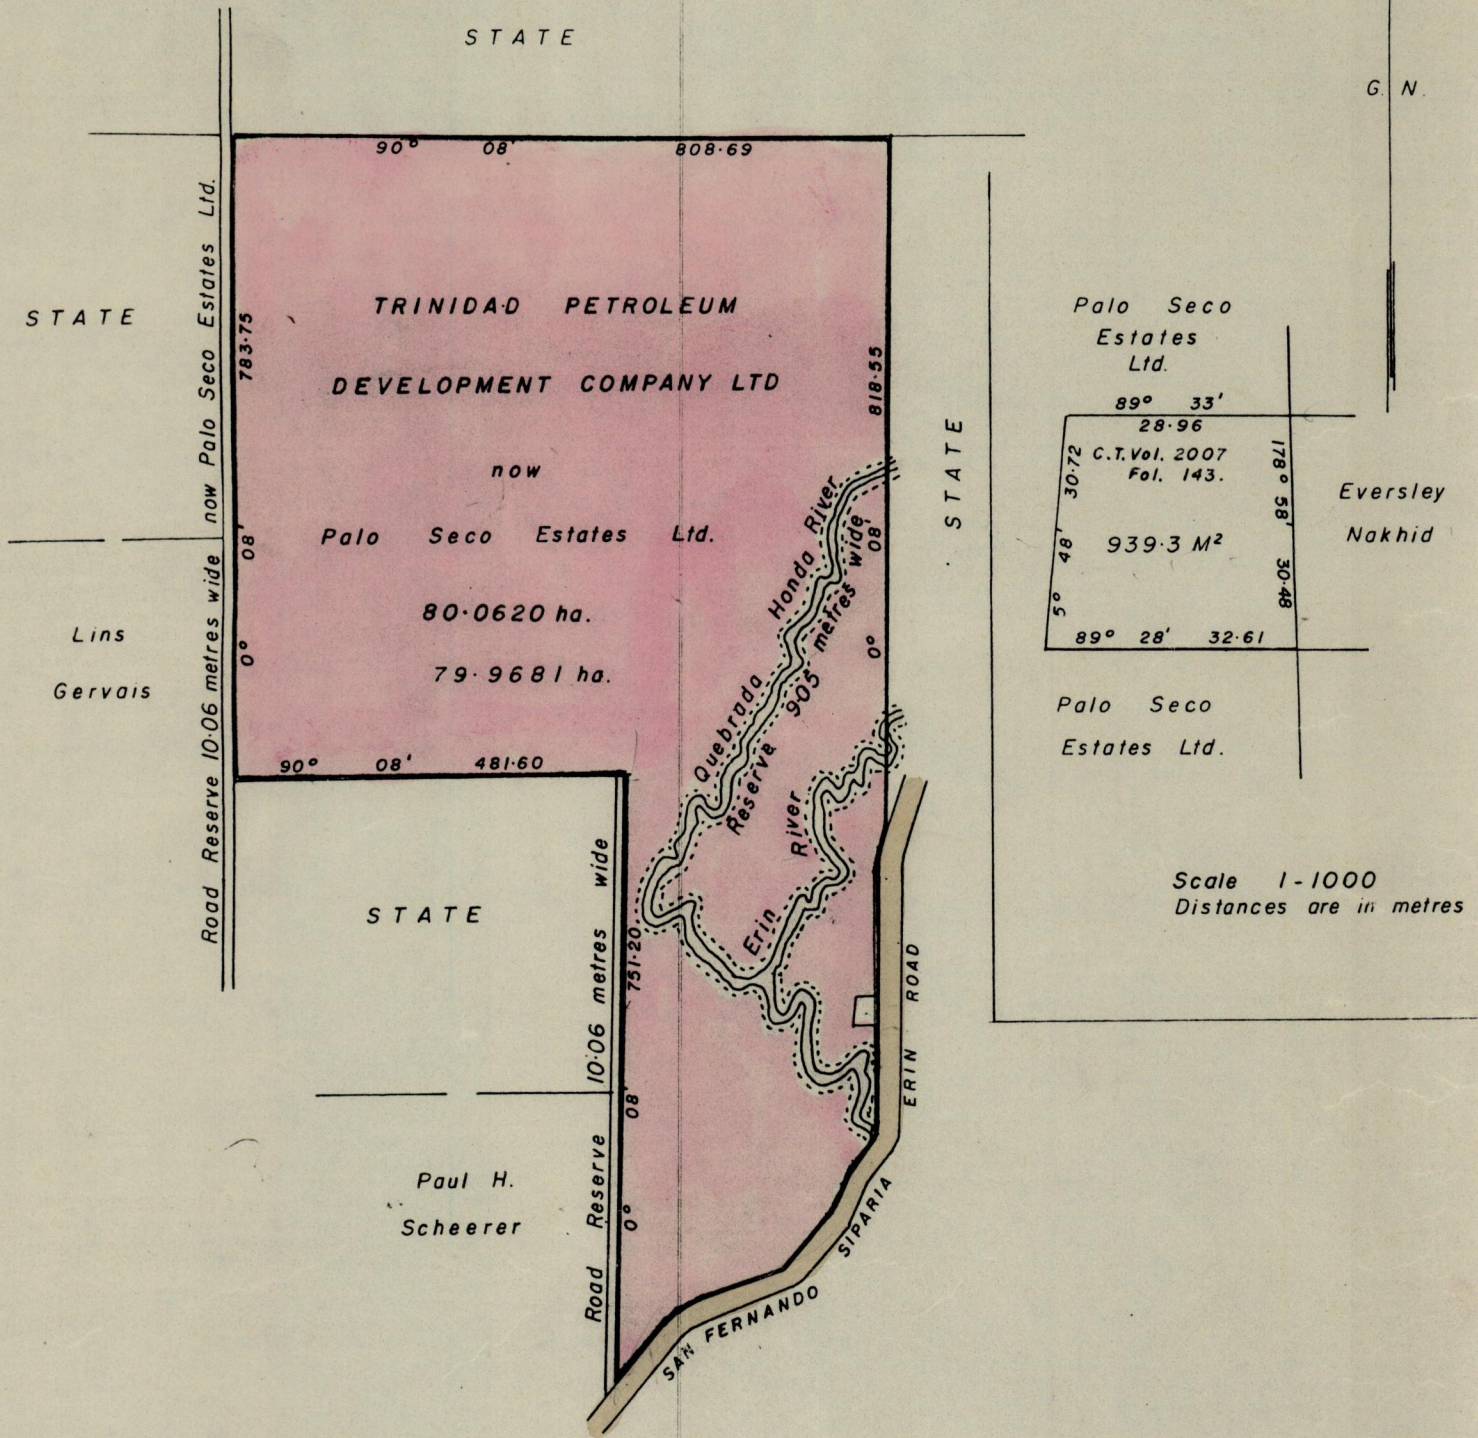 STATE
G. N.
90° 08' 808·69
Road Reserve 10·06 metres wide now Palo Seco Estates Ltd.
STATE
783·75
08'
0°
TRINIDAD PETROLEUM
DEVELOPMENT COMPANY LTD
now
Palo Seco Estates Ltd.
80·0620 ha.
79·9681 ha.
818·55
08'
0°
Quebrada Honda River
Reserve 905 metres wide
STATE
Lins
Gervais
90° 08' 481·60
STATE
Road Reserve 10·06 metres wide
751·20
08'
0°
Erin River
Paul H.
Scheerer
SAN FERNANDO SIPARIA ERIN ROAD
Palo Seco
Estates
Ltd.
89° 33'
28·96
C.T. Vol. 2007
Fol. 143.
30·72
48'
5°
939·3 M²
178° 58' 30·48
89° 28' 32·61
Eversley
Nakhid
Palo Seco
Estates Ltd.
Scale 1-1000
Distances are in metres